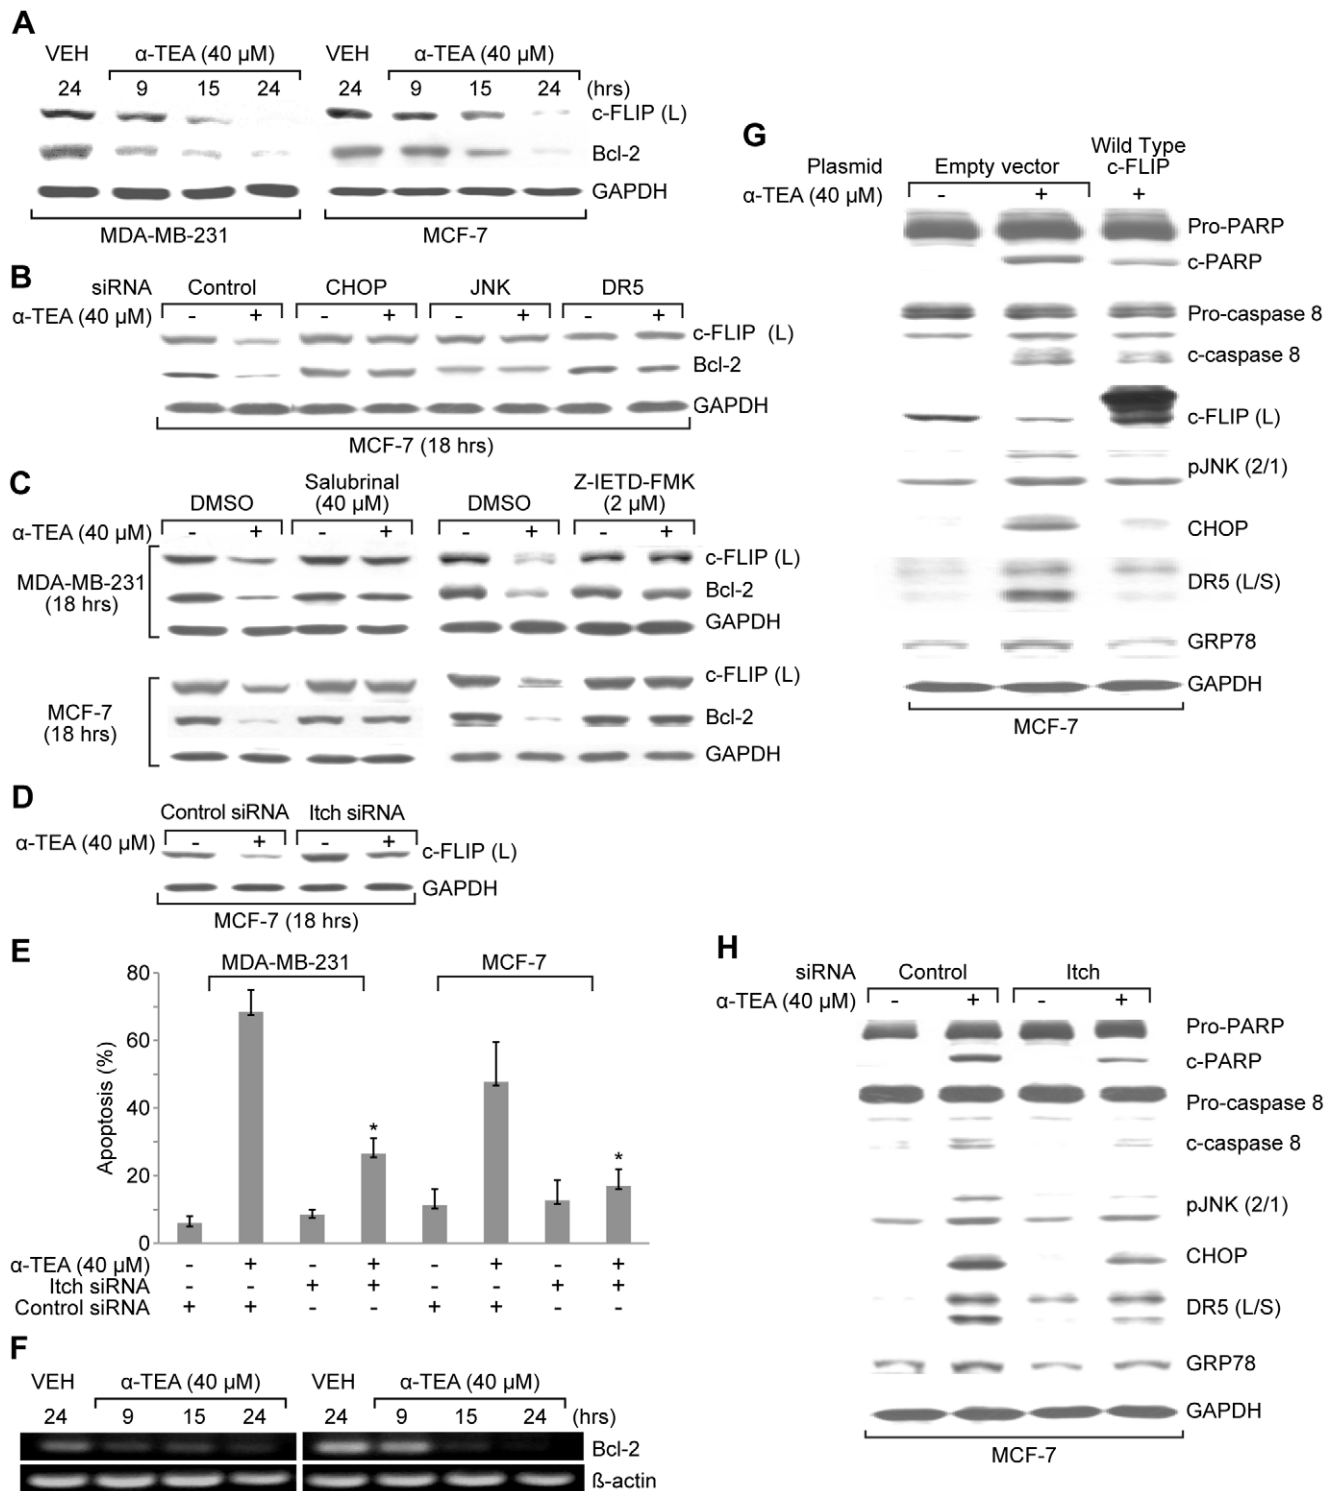 A
VEH α-TEA (40 µM) VEH α-TEA (40 µM)
24 9 15 24 24 9 15 24 (hrs)
c-FLIP (L)
Bcl-2
GAPDH
MDA-MB-231 MCF-7
B
siRNA Control CHOP JNK DR5
α-TEA (40 µM) - + - + - + - +
c-FLIP (L)
Bcl-2
GAPDH
MCF-7 (18 hrs)
C
DMSO Salubrinal (40 µM) DMSO Z-IETD-FMK (2 µM)
α-TEA (40 µM) - + - + - + - +
MDA-MB-231 (18 hrs)
c-FLIP (L)
Bcl-2
GAPDH
MCF-7 (18 hrs)
c-FLIP (L)
Bcl-2
GAPDH
D
Control siRNA Itch siRNA
α-TEA (40 µM) - + - +
c-FLIP (L)
GAPDH
MCF-7 (18 hrs)
E
MDA-MB-231 MCF-7
Apoptosis (%)
80
60
40
20
0
* *
α-TEA (40 µM) - + - + - + - +
Itch siRNA - - + + - - + +
Control siRNA + + - - + + - -
F
VEH α-TEA (40 µM) VEH α-TEA (40 µM)
24 9 15 24 24 9 15 24 (hrs)
Bcl-2
ß-actin
G
Plasmid Empty vector Wild Type c-FLIP
α-TEA (40 µM) - + +
Pro-PARP
c-PARP
Pro-caspase 8
c-caspase 8
c-FLIP (L)
pJNK (2/1)
CHOP
DR5 (L/S)
GRP78
GAPDH
MCF-7
H
siRNA Control Itch
α-TEA (40 µM) - + - +
Pro-PARP
c-PARP
Pro-caspase 8
c-caspase 8
pJNK (2/1)
CHOP
DR5 (L/S)
GRP78
GAPDH
MCF-7